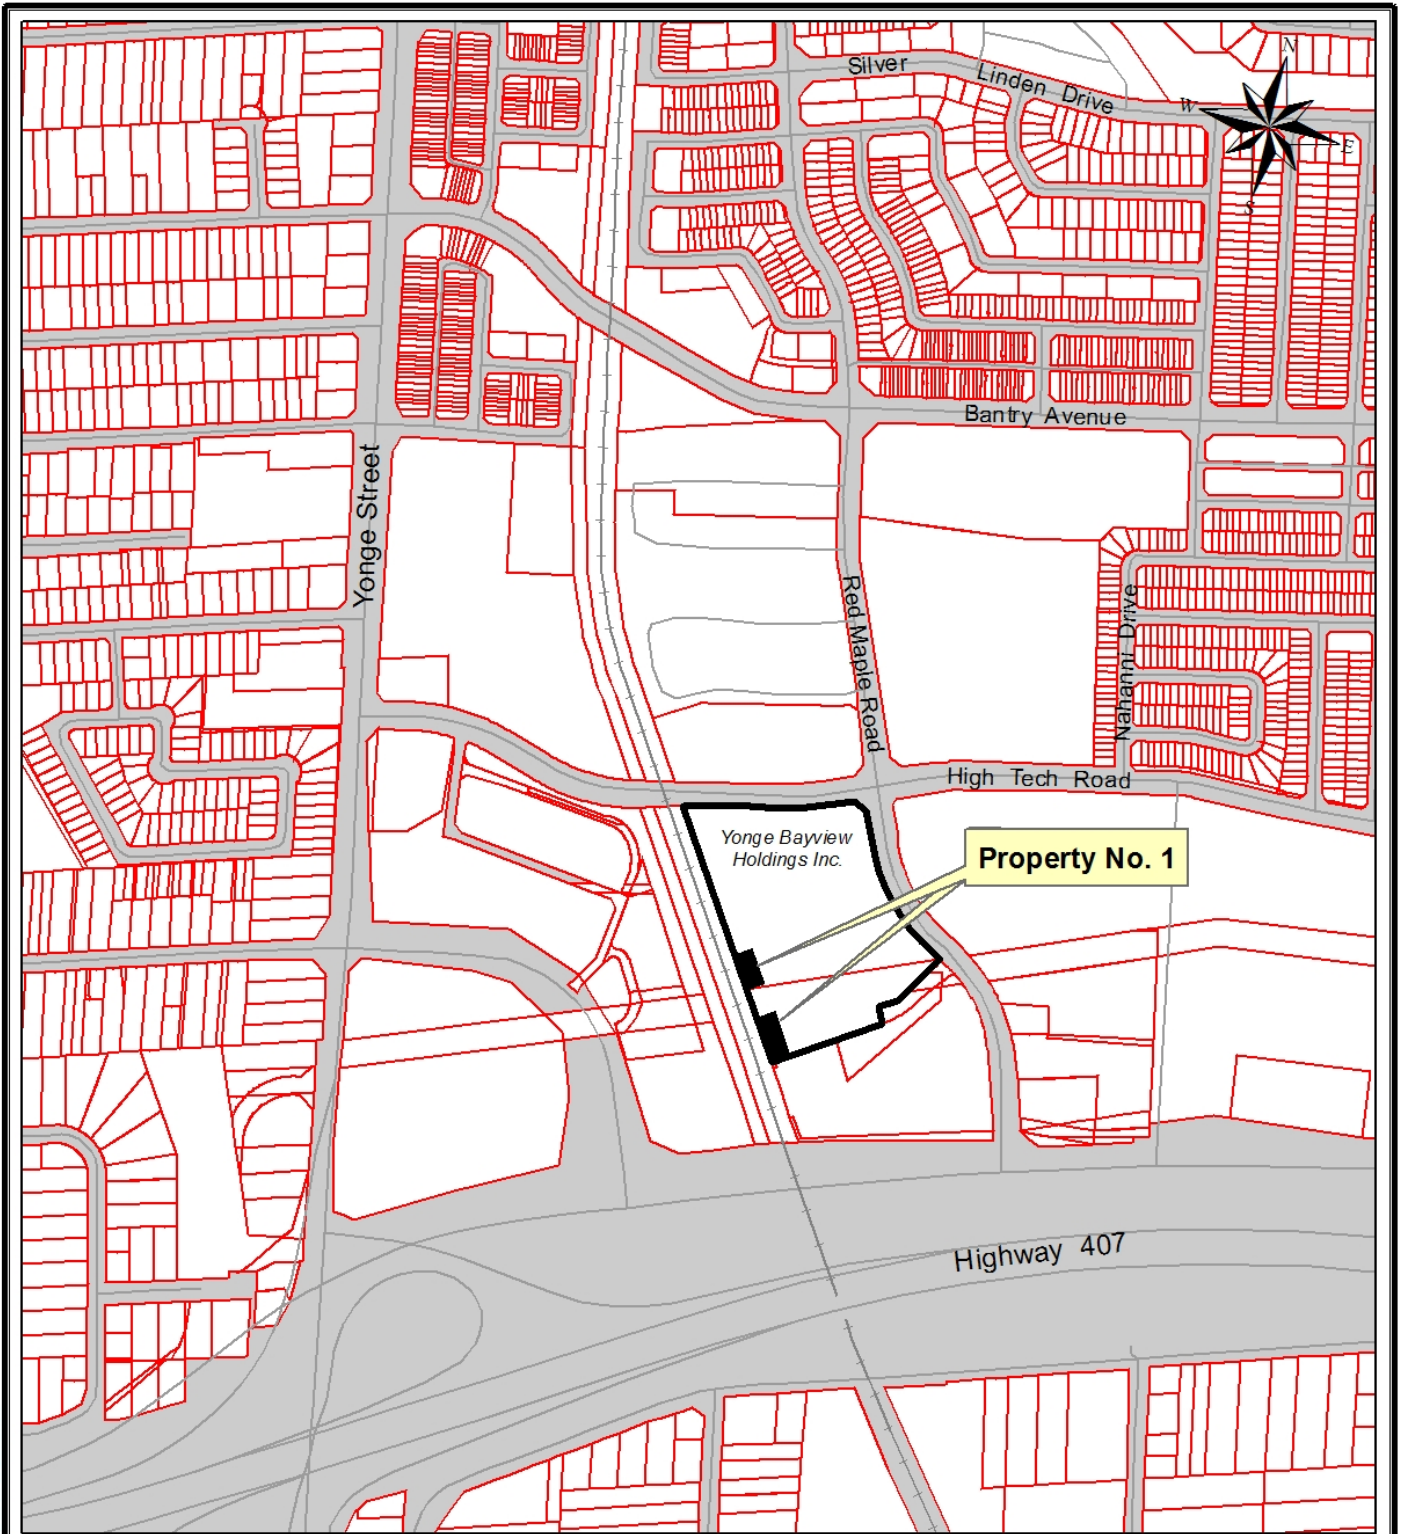 N
Silver
Linden Drive
W
E
S
Bantry Avenue
Yonge Street
Red Maple Road
Nahanni Drive
High Tech Road
Yonge Bayview
Holdings Inc.
Property No. 1
Highway 407